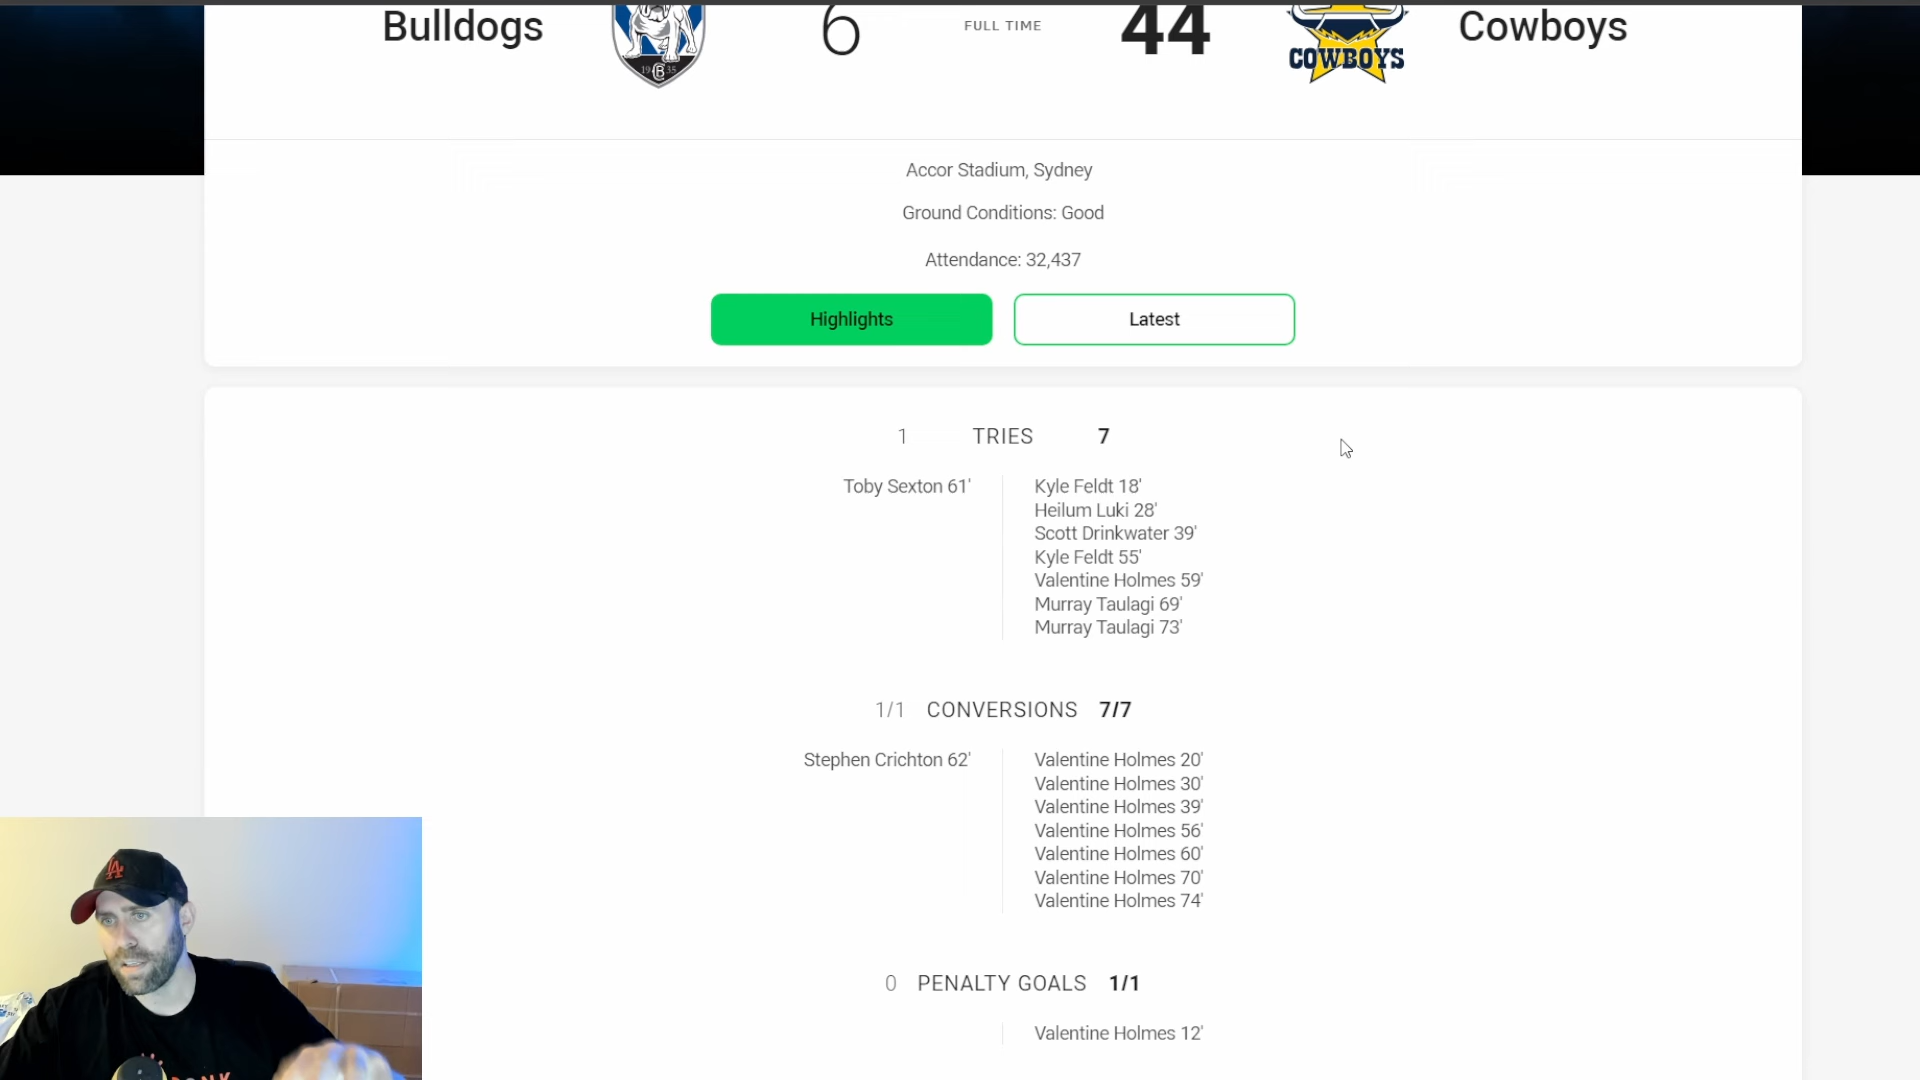 Bulldogs
6
FULL TIME
44
Cowboys
19 B 35
COWBOYS
Accor Stadium, Sydney
Ground Conditions: Good
Attendance: 32,437
Highlights
Latest
1 TRIES 7
Toby Sexton 61'
Kyle Feldt 18'
Heilum Luki 28'
Scott Drinkwater 39'
Kyle Feldt 55'
Valentine Holmes 59'
Murray Taulagi 69'
Murray Taulagi 73'
1/1 CONVERSIONS 7/7
Stephen Crichton 62'
Valentine Holmes 20'
Valentine Holmes 30'
Valentine Holmes 39'
Valentine Holmes 56'
Valentine Holmes 60'
Valentine Holmes 70'
Valentine Holmes 74'
0 PENALTY GOALS 1/1
Valentine Holmes 12'
LA